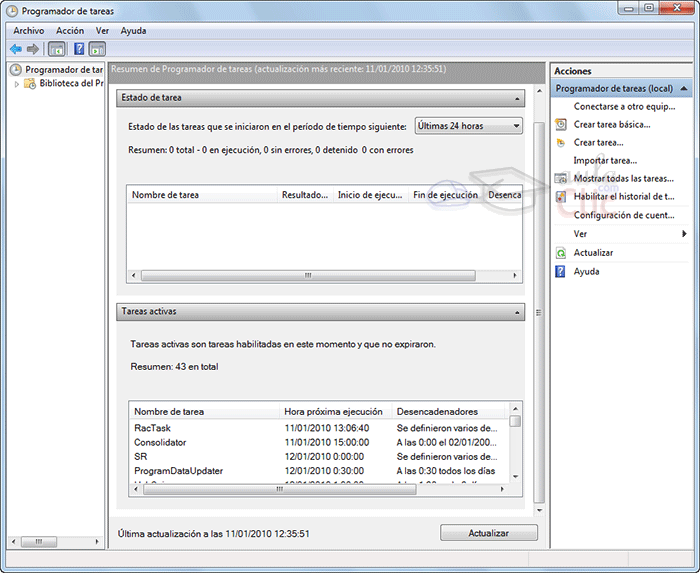 Programador de tareas
Archivo Acción Ver Ayuda
Programador de tar
Biblioteca del Pr
Resumen de Programador de tareas (actualización más reciente: 11/01/2010 12:35:51)
Estado de tarea
Estado de las tareas que se iniciaron en el período de tiempo siguiente: Últimas 24 horas
Resumen: 0 total - 0 en ejecución, 0 sin errores, 0 detenido 0 con errores
Nombre de tarea Resultado... Inicio de ejecu... Fin de ejecución Desenca
Tareas activas
Tareas activas son tareas habilitadas en este momento y que no expiraron.
Resumen: 43 en total
Nombre de tarea Hora próxima ejecución Desencadenadores
RacTask 11/01/2010 13:06:40 Se definieron varios de...
Consolidator 11/01/2010 15:00:00 A las 0:00 el 02/01/200...
SR 12/01/2010 0:00:00 Se definieron varios de...
ProgramDataUpdater 12/01/2010 0:30:00 A las 0:30 todos los días
Última actualización a las 11/01/2010 12:35:51 Actualizar
Acciones
Programador de tareas (local)
Conectarse a otro equip...
Crear tarea básica...
Crear tarea...
Importar tarea...
Mostrar todas las tareas...
Habilitar el historial de t...
Configuración de cuent...
Ver
Actualizar
Ayuda
aula
clic
.com